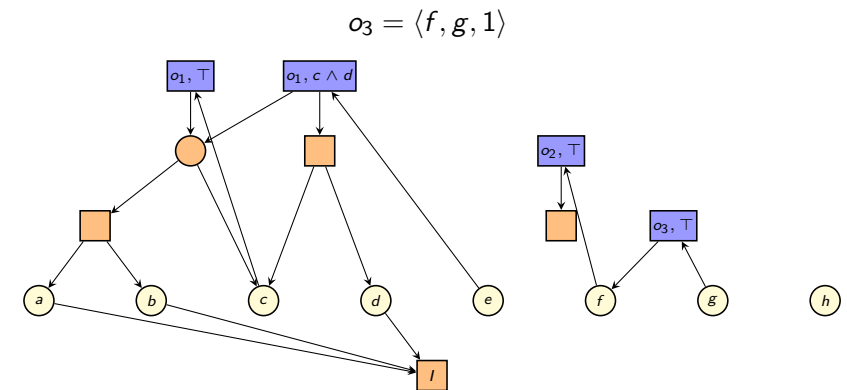 o₃ = ⟨f, g, 1⟩
o₁, ⊤
o₁, c ∧ d
o₂, ⊤
o₃, ⊤
a
b
c
d
e
f
g
h
I